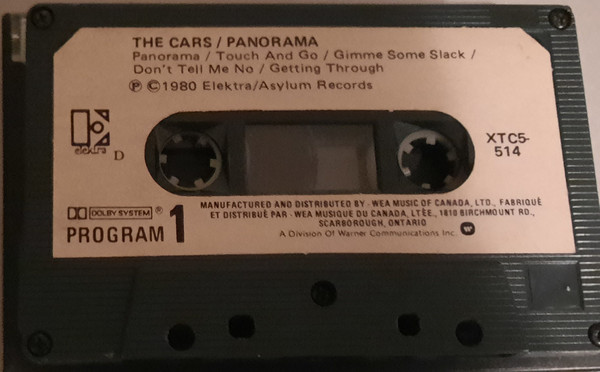 THE CARS / PANORAMA
Panorama / Touch And Go / Gimme Some Slack /
Don't Tell Me No / Getting Through
Ⓟ ©1980 Elektra/Asylum Records
elektra
D
XTC5-
514
DOLBY SYSTEM ®
PROGRAM 1
MANUFACTURED AND DISTRIBUTED BY - WEA MUSIC OF CANADA, LTD., FABRIQUÉ
ET DISTRIBUÉ PAR - WEA MUSIQUE DU CANADA, LTÉE., 1810 BIRCHMOUNT RD.,
SCARBOROUGH, ONTARIO
A Division Of Warner Communications Inc.